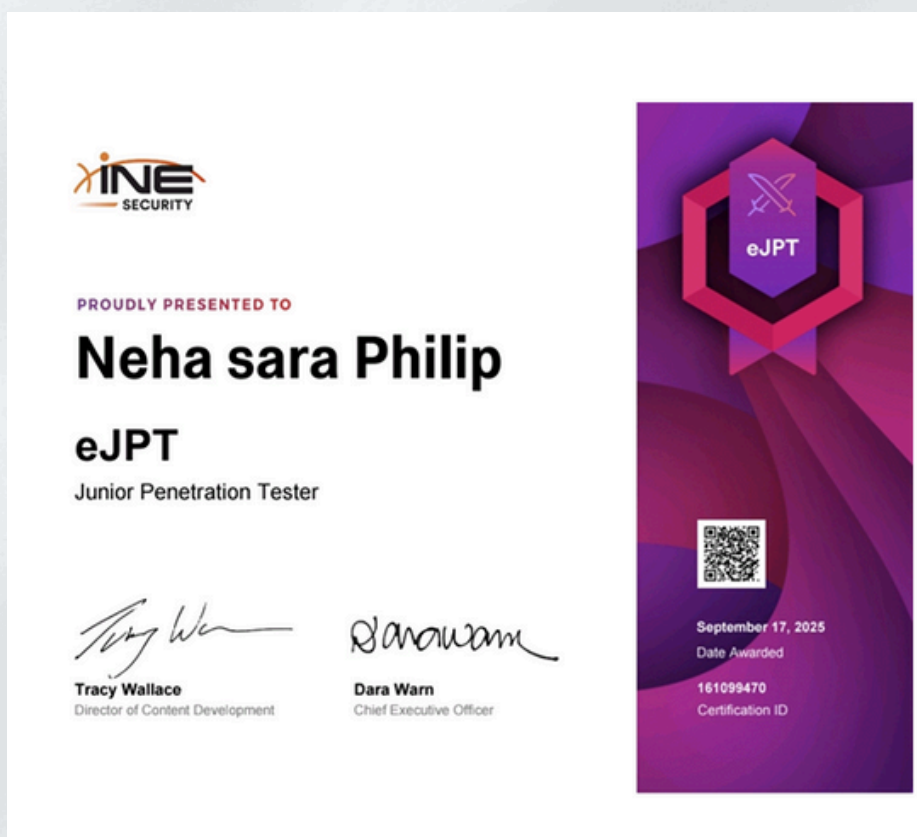 INE
SECURITY
PROUDLY PRESENTED TO
Neha sara Philip
eJPT
Junior Penetration Tester
Tracy Wallace
Director of Content Development
Dara Warn
Chief Executive Officer
eJPT
September 17, 2025
Date Awarded
161099470
Certification ID